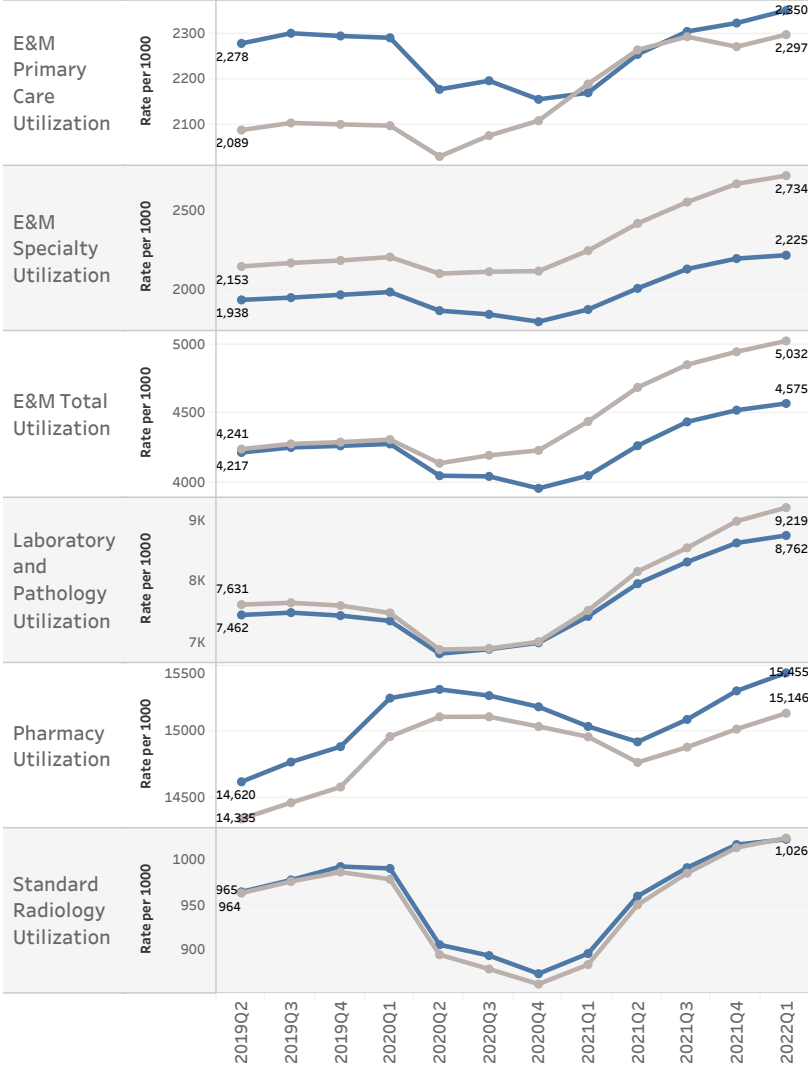 E&M
Primary
Care
Utilization
Rate per 1000
2300
2200
2100
2,278
2,089
2,350
2,297
E&M
Specialty
Utilization
Rate per 1000
2500
2000
2,153
1,938
2,734
2,225
E&M Total
Utilization
Rate per 1000
5000
4500
4000
4,241
4,217
5,032
4,575
Laboratory
and
Pathology
Utilization
Rate per 1000
9K
8K
7K
7,631
7,462
9,219
8,762
Pharmacy
Utilization
Rate per 1000
15500
15000
14500
14,620
14,335
15,455
15,146
Standard
Radiology
Utilization
Rate per 1000
1000
950
900
965
964
1,026
2019Q2
2019Q3
2019Q4
2020Q1
2020Q2
2020Q3
2020Q4
2021Q1
2021Q2
2021Q3
2021Q4
2022Q1